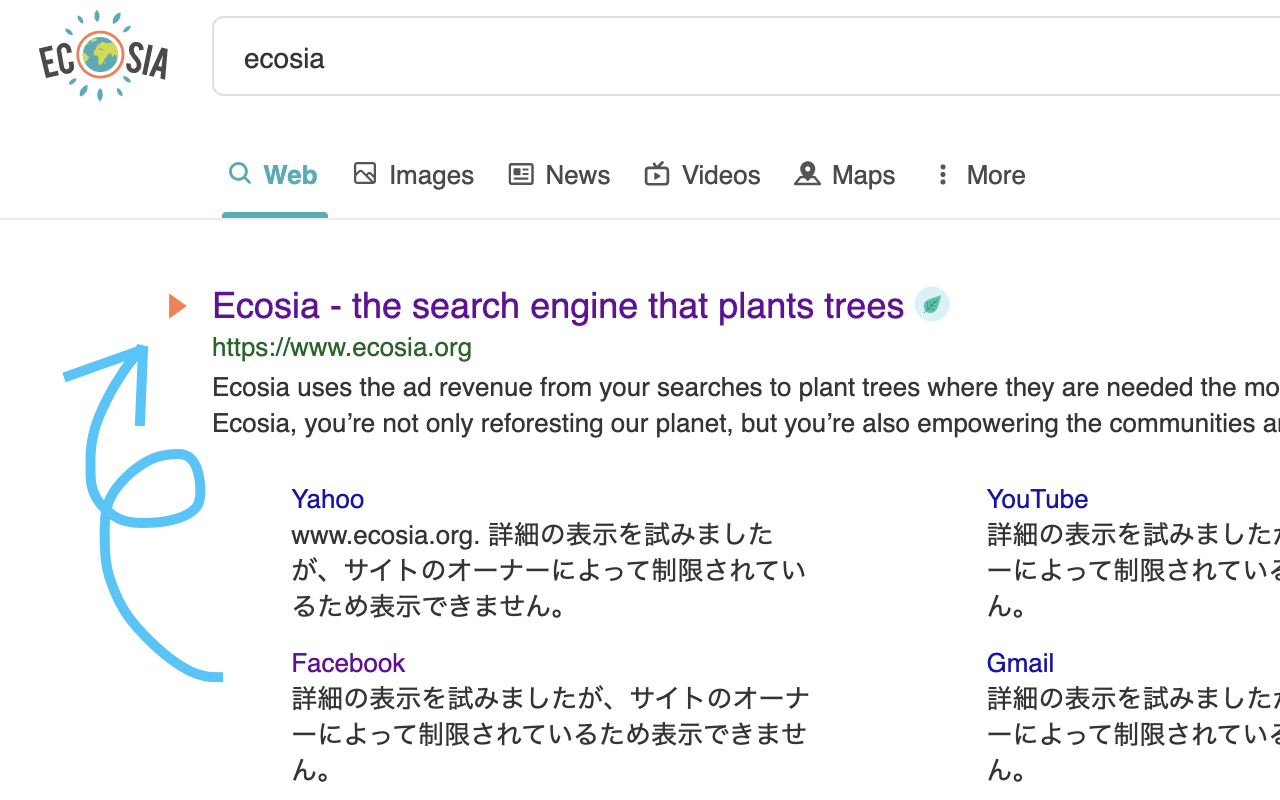 ECOSIA
ecosia
Web Images News Videos Maps More
Ecosia - the search engine that plants trees
https://www.ecosia.org
Ecosia uses the ad revenue from your searches to plant trees where they are needed the mo
Ecosia, you’re not only reforesting our planet, but you’re also empowering the communities a
Yahoo
www.ecosia.org. 詳細の表示を試みました
が、サイトのオーナーによって制限されてい
るため表示できません。
YouTube
詳細の表示を試みましたが
ーによって制限されている
ん。
Facebook
詳細の表示を試みましたが、サイトのオーナ
ーによって制限されているため表示できませ
ん。
Gmail
詳細の表示を試みましたが
ーによって制限されている
ん。